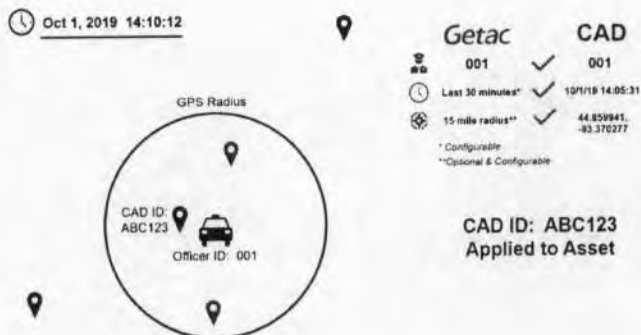 Oct 1, 2019 14:10:12
GPS Radius
CAD ID:
ABC123
Officer ID: 001
Getac CAD
001 001
Last 30 minutes* 10/1/19 14:05:31
15 mile radius** 44.859941,
-93.370277
* Configurable
**Optional & Configurable
CAD ID: ABC123
Applied to Asset